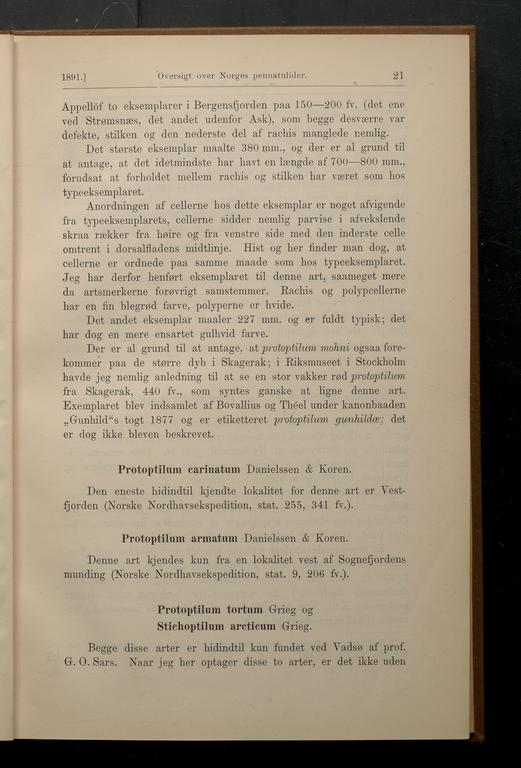 1891.] Oversigt over Norges pennatulider. 21
Appellöf to eksemplarer i Bergensfjorden paa 150—200 fv. (det ene
ved Strømsnæs, det andet udenfor Ask), som begge desværre var
defekte, stilken og den nederste del af rachis manglede nemlig.
Det største eksemplar maalte 380 mm., og der er al grund til
at antage, at det idetmindste har havt en længde af 700—800 mm.,
forudsat at forholdet mellem rachis og stilken har været som hos
typeeksemplaret.
Anordningen af cellerne hos dette eksemplar er noget afvigende
fra typeeksemplarets, cellerne sidder nemlig parvise i afvekslende
skraa rækker fra høire og fra venstre side med den inderste celle
omtrent i dorsalfladens midtlinje. Hist og her finder man dog, at
cellerne er ordnede paa samme maade som hos typeeksemplaret.
Jeg har derfor henført eksemplaret til denne art, saameget mere
da artsmerkerne forøvrigt samstemmer. Rachis og polypcellerne
har en fin blegrød farve, polyperne er hvide.
Det andet eksemplar maaler 227 mm. og er fuldt typisk; det
har dog en mere ensartet gulhvid farve.
Der er al grund til at antage, at protoptilum mohni ogsaa fore-
kommer paa de større dyb i Skagerak; i Riksmuseet i Stockholm
havde jeg nemlig anledning til at se en stor vakker rød protoptilum
fra Skagerak, 440 fv., som syntes ganske at ligne denne art.
Exemplaret blev indsamlet af Bovallius og Théel under kanonbaaden
„Gunhild“s togt 1877 og er etiketteret protoptilum gunhildæ; det
er dog ikke bleven beskrevet.
Protoptilum carinatum Danielssen & Koren.
Den eneste hidindtil kjendte lokalitet for denne art er Vest-
fjorden (Norske Nordhavsekspedition, stat. 255, 341 fv.).
Protoptilum armatum Danielssen & Koren.
Denne art kjendes kun fra en lokalitet vest af Sognefjordens
munding (Norske Nordhavsekspedition, stat. 9, 206 fv.).
Protoptilum tortum Grieg og
Stichoptilum arcticum Grieg.
Begge disse arter er hidindtil kun fundet ved Vadsø af prof.
G. O. Sars. Naar jeg her optager disse to arter, er det ikke uden